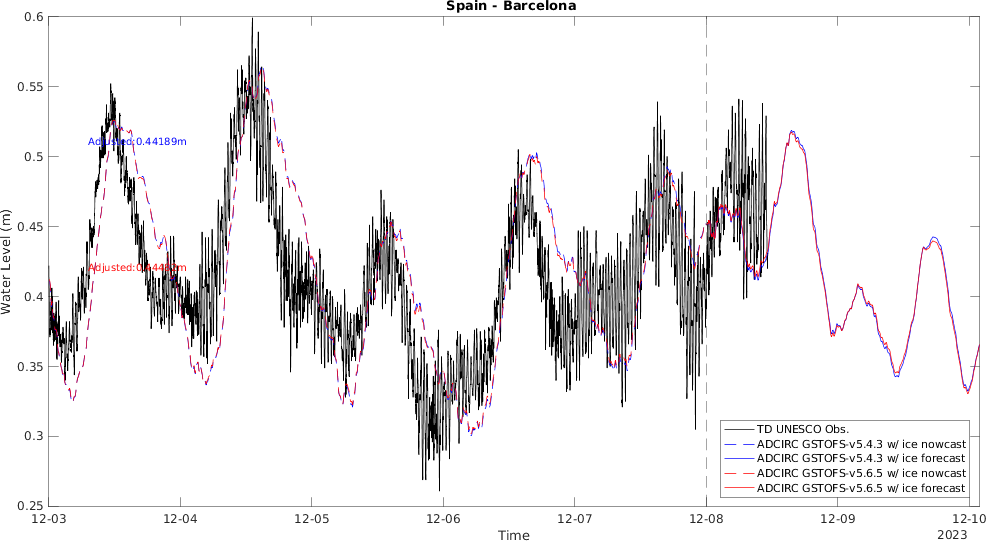 Spain - Barcelona
0.6
0.55
0.5
0.45
0.4
0.35
0.3
0.25
Water Level (m)
Adjusted:0.44189m
TD UNESCO Obs.
ADCIRC GSTOFS-v5.4.3 w/ ice nowcast
ADCIRC GSTOFS-v5.4.3 w/ ice forecast
ADCIRC GSTOFS-v5.6.5 w/ ice nowcast
ADCIRC GSTOFS-v5.6.5 w/ ice forecast
12-03 12-04 12-05 12-06 12-07 12-08 12-09 12-10
Time
2023